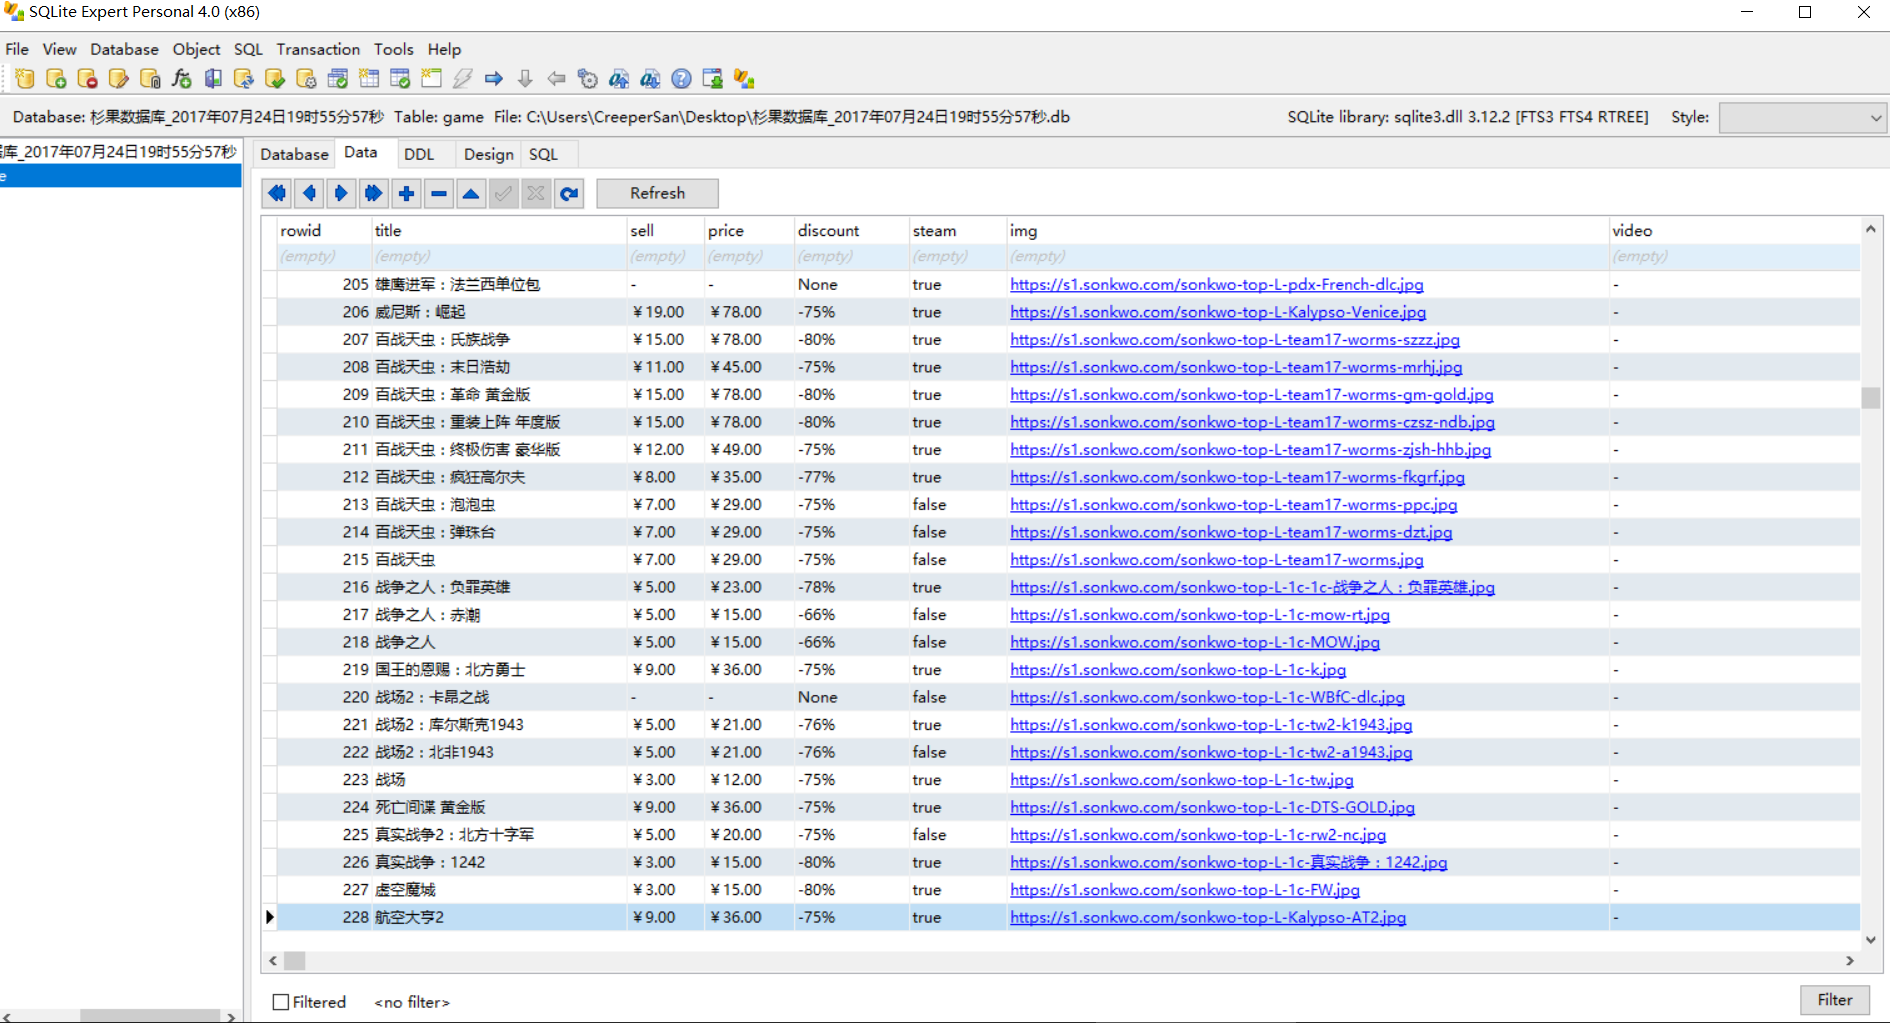 SQLite Expert Personal 4.0 (x86)
File View Database Object SQL Transaction Tools Help
Database: 杉果数据库_2017年07月24日19时55分57秒 Table: game File: C:\Users\CreeperSan\Desktop\杉果数据库_2017年07月24日19时55分57秒.db SQLite library: sqlite3.dll 3.12.2 [FTS3 FTS4 RTREE] Style:
库_2017年07月24日19时55分57秒 Database Data DDL Design SQL
e
Refresh
rowid title sell price discount steam img video
(empty) (empty) (empty) (empty) (empty) (empty) (empty) (empty)
205 雄鹰进军：法兰西单位包 - - None true https://s1.sonkwo.com/sonkwo-top-L-pdx-French-dlc.jpg -
206 威尼斯：崛起 ¥19.00 ¥78.00 -75% true https://s1.sonkwo.com/sonkwo-top-L-Kalypso-Venice.jpg -
207 百战天虫：氏族战争 ¥15.00 ¥78.00 -80% true https://s1.sonkwo.com/sonkwo-top-L-team17-worms-szzz.jpg -
208 百战天虫：末日浩劫 ¥11.00 ¥45.00 -75% true https://s1.sonkwo.com/sonkwo-top-L-team17-worms-mrhj.jpg -
209 百战天虫：革命 黄金版 ¥15.00 ¥78.00 -80% true https://s1.sonkwo.com/sonkwo-top-L-team17-worms-gm-gold.jpg -
210 百战天虫：重装上阵 年度版 ¥15.00 ¥78.00 -80% true https://s1.sonkwo.com/sonkwo-top-L-team17-worms-czsz-ndb.jpg -
211 百战天虫：终极伤害 豪华版 ¥12.00 ¥49.00 -75% true https://s1.sonkwo.com/sonkwo-top-L-team17-worms-zjsh-hhb.jpg -
212 百战天虫：疯狂高尔夫 ¥8.00 ¥35.00 -77% true https://s1.sonkwo.com/sonkwo-top-L-team17-worms-fkgrf.jpg -
213 百战天虫：泡泡虫 ¥7.00 ¥29.00 -75% false https://s1.sonkwo.com/sonkwo-top-L-team17-worms-ppc.jpg -
214 百战天虫：弹珠台 ¥7.00 ¥29.00 -75% false https://s1.sonkwo.com/sonkwo-top-L-team17-worms-dzt.jpg -
215 百战天虫 ¥7.00 ¥29.00 -75% false https://s1.sonkwo.com/sonkwo-top-L-team17-worms.jpg -
216 战争之人：负罪英雄 ¥5.00 ¥23.00 -78% true https://s1.sonkwo.com/sonkwo-top-L-1c-1c-战争之人：负罪英雄.jpg -
217 战争之人：赤潮 ¥5.00 ¥15.00 -66% false https://s1.sonkwo.com/sonkwo-top-L-1c-mow-rt.jpg -
218 战争之人 ¥5.00 ¥15.00 -66% false https://s1.sonkwo.com/sonkwo-top-L-1c-MOW.jpg -
219 国王的恩赐：北方勇士 ¥9.00 ¥36.00 -75% true https://s1.sonkwo.com/sonkwo-top-L-1c-k.jpg -
220 战场2：卡昂之战 - - None false https://s1.sonkwo.com/sonkwo-top-L-1c-WBfC-dlc.jpg -
221 战场2：库尔斯克1943 ¥5.00 ¥21.00 -76% true https://s1.sonkwo.com/sonkwo-top-L-1c-tw2-k1943.jpg -
222 战场2：北非1943 ¥5.00 ¥21.00 -76% false https://s1.sonkwo.com/sonkwo-top-L-1c-tw2-a1943.jpg -
223 战场 ¥3.00 ¥12.00 -75% true https://s1.sonkwo.com/sonkwo-top-L-1c-tw.jpg -
224 死亡间谍 黄金版 ¥9.00 ¥36.00 -75% true https://s1.sonkwo.com/sonkwo-top-L-1c-DTS-GOLD.jpg -
225 真实战争2：北方十字军 ¥5.00 ¥20.00 -75% false https://s1.sonkwo.com/sonkwo-top-L-1c-rw2-nc.jpg -
226 真实战争：1242 ¥3.00 ¥15.00 -80% true https://s1.sonkwo.com/sonkwo-top-L-1c-真实战争：1242.jpg -
227 虚空魔城 ¥3.00 ¥15.00 -80% true https://s1.sonkwo.com/sonkwo-top-L-1c-FW.jpg -
228 航空大亨2 ¥9.00 ¥36.00 -75% true https://s1.sonkwo.com/sonkwo-top-L-Kalypso-AT2.jpg -
Filtered <no filter> Filter